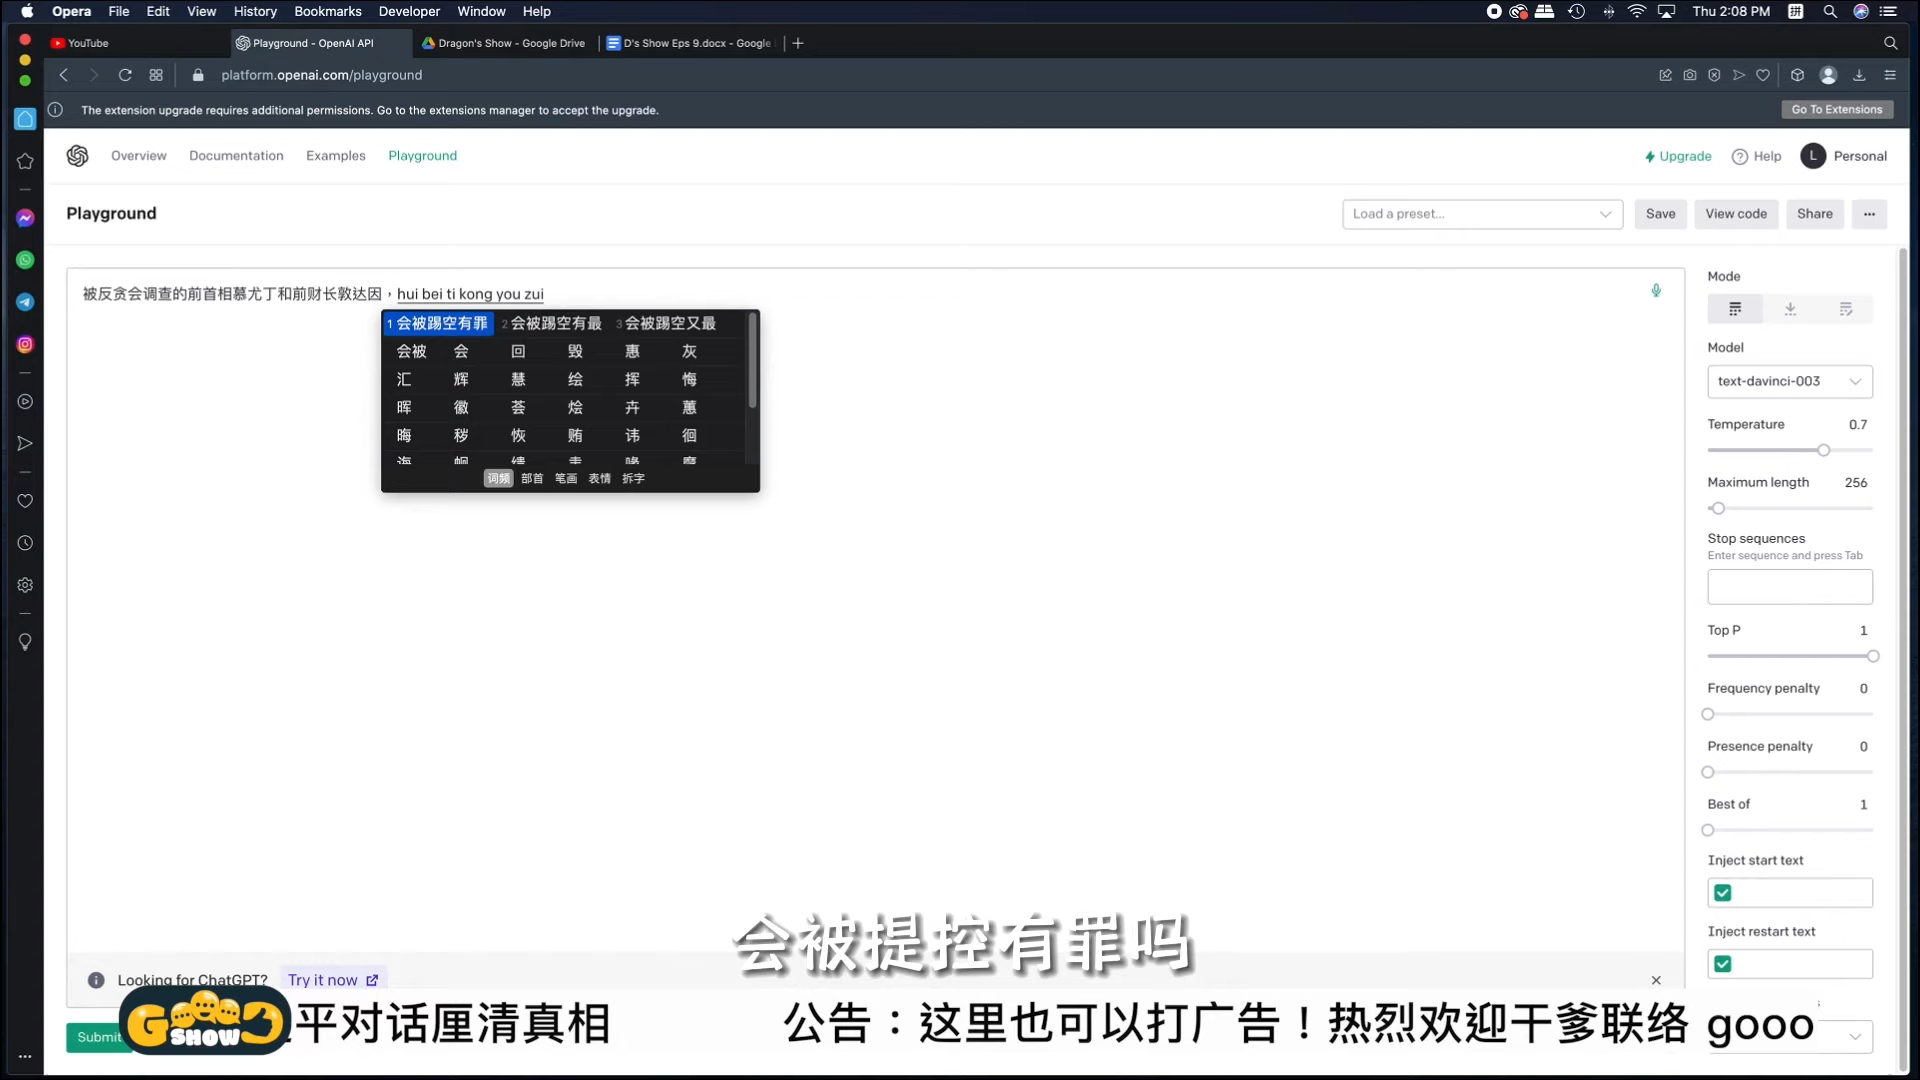 Opera File Edit View History Bookmarks Developer Window Help Thu 2:08 PM 拼
YouTube Playground - OpenAI API Dragon's Show - Google Drive D's Show Eps 9.docx - Google
platform.openai.com/playground
The extension upgrade requires additional permissions. Go to the extensions manager to accept the upgrade. Go To Extensions
Overview Documentation Examples Playground Upgrade Help L Personal
Playground Load a preset... Save View code Share ...
被反贪会调查的前首相慕尤丁和前财长敦达因，hui bei ti kong you zui
1 会被踢空有罪 2 会被踢空有最 3 会被踢空又最
会被 会 回 毁 惠 灰
汇 辉 慧 绘 挥 悔
晖 徽 荟 烩 卉 蕙
晦 秽 恢 贿 讳 徊
词频 部首 笔画 表情 拆字
Mode
Model
text-davinci-003
Temperature 0.7
Maximum length 256
Stop sequences
Enter sequence and press Tab
Top P 1
Frequency penalty 0
Presence penalty 0
Best of 1
Inject start text
Inject restart text
会被提控有罪吗
Looking for ChatGPT? Try it now
Submit
GOOO SHOW
平对话厘清真相 公告：这里也可以打广告！热烈欢迎干爹联络 gooo